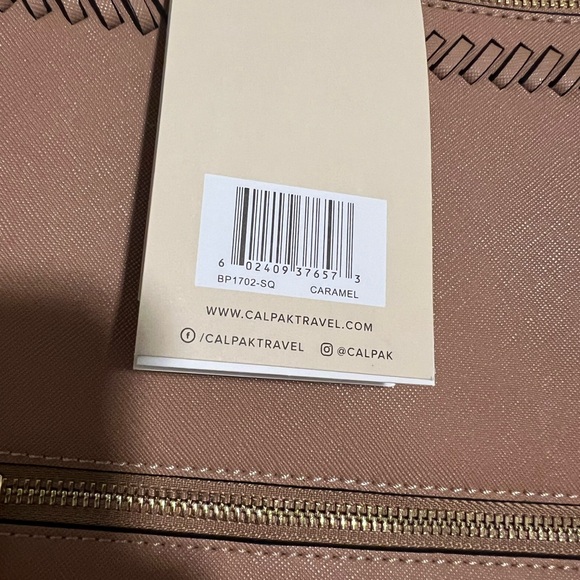 6 02409 37657 3
BP1702-SQ CARAMEL
WWW.CALPAKTRAVEL.COM
/CALPAKTRAVEL @CALPAK